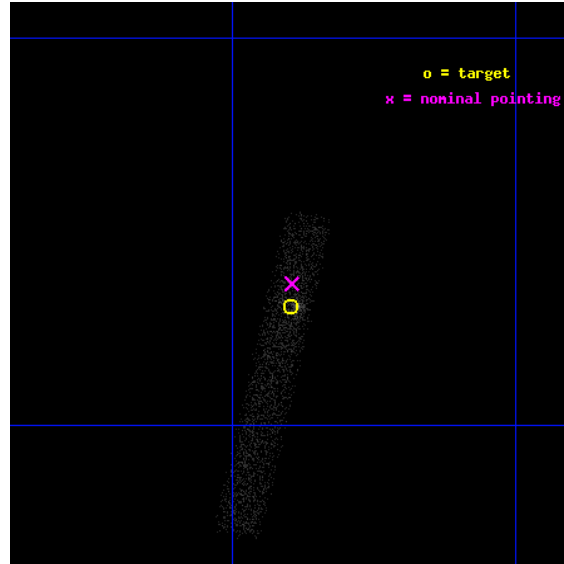 o = target
x = nominal pointing